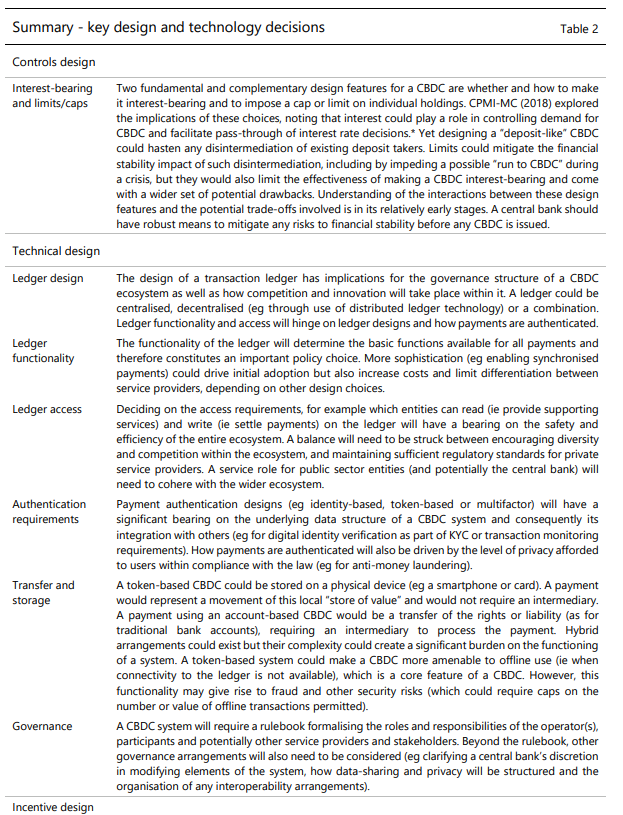 Summary - key design and technology decisions Table 2
Controls design
Interest-bearing and limits/caps
Two fundamental and complementary design features for a CBDC are whether and how to make
it interest-bearing and to impose a cap or limit on individual holdings. CPMI-MC (2018) explored
the implications of these choices, noting that interest could play a role in controlling demand for
CBDC and facilitate pass-through of interest rate decisions.* Yet designing a “deposit-like” CBDC
could hasten any disintermediation of existing deposit takers. Limits could mitigate the financial
stability impact of such disintermediation, including by impeding a possible “run to CBDC” during
a crisis, but they would also limit the effectiveness of making a CBDC interest-bearing and come
with a wider set of potential drawbacks. Understanding of the interactions between these design
features and the potential trade-offs involved is in its relatively early stages. A central bank should
have robust means to mitigate any risks to financial stability before any CBDC is issued.
Technical design
Ledger design
The design of a transaction ledger has implications for the governance structure of a CBDC
ecosystem as well as how competition and innovation will take place within it. A ledger could be
centralised, decentralised (eg through use of distributed ledger technology) or a combination.
Ledger functionality and access will hinge on ledger designs and how payments are authenticated.
Ledger
functionality
The functionality of the ledger will determine the basic functions available for all payments and
therefore constitutes an important policy choice. More sophistication (eg enabling synchronised
payments) could drive initial adoption but also increase costs and limit differentiation between
service providers, depending on other design choices.
Ledger access
Deciding on the access requirements, for example which entities can read (ie provide supporting
services) and write (ie settle payments) on the ledger will have a bearing on the safety and
efficiency of the entire ecosystem. A balance will need to be struck between encouraging diversity
and competition within the ecosystem, and maintaining sufficient regulatory standards for private
service providers. A service role for public sector entities (and potentially the central bank) will
need to cohere with the wider ecosystem.
Authentication
requirements
Payment authentication designs (eg identity-based, token-based or multifactor) will have a
significant bearing on the underlying data structure of a CBDC system and consequently its
integration with others (eg for digital identity verification as part of KYC or transaction monitoring
requirements). How payments are authenticated will also be driven by the level of privacy afforded
to users within compliance with the law (eg for anti-money laundering).
Transfer and
storage
A token-based CBDC could be stored on a physical device (eg a smartphone or card). A payment
would represent a movement of this local “store of value” and would not require an intermediary.
A payment using an account-based CBDC would be a transfer of the rights or liability (as for
traditional bank accounts), requiring an intermediary to process the payment. Hybrid
arrangements could exist but their complexity could create a significant burden on the functioning
of a system. A token-based system could make a CBDC more amenable to offline use (ie when
connectivity to the ledger is not available), which is a core feature of a CBDC. However, this
functionality may give rise to fraud and other security risks (which could require caps on the
number or value of offline transactions permitted).
Governance
A CBDC system will require a rulebook formalising the roles and responsibilities of the operator(s),
participants and potentially other service providers and stakeholders. Beyond the rulebook, other
governance arrangements will also need to be considered (eg clarifying a central bank’s discretion
in modifying elements of the system, how data-sharing and privacy will be structured and the
organisation of any interoperability arrangements).
Incentive design